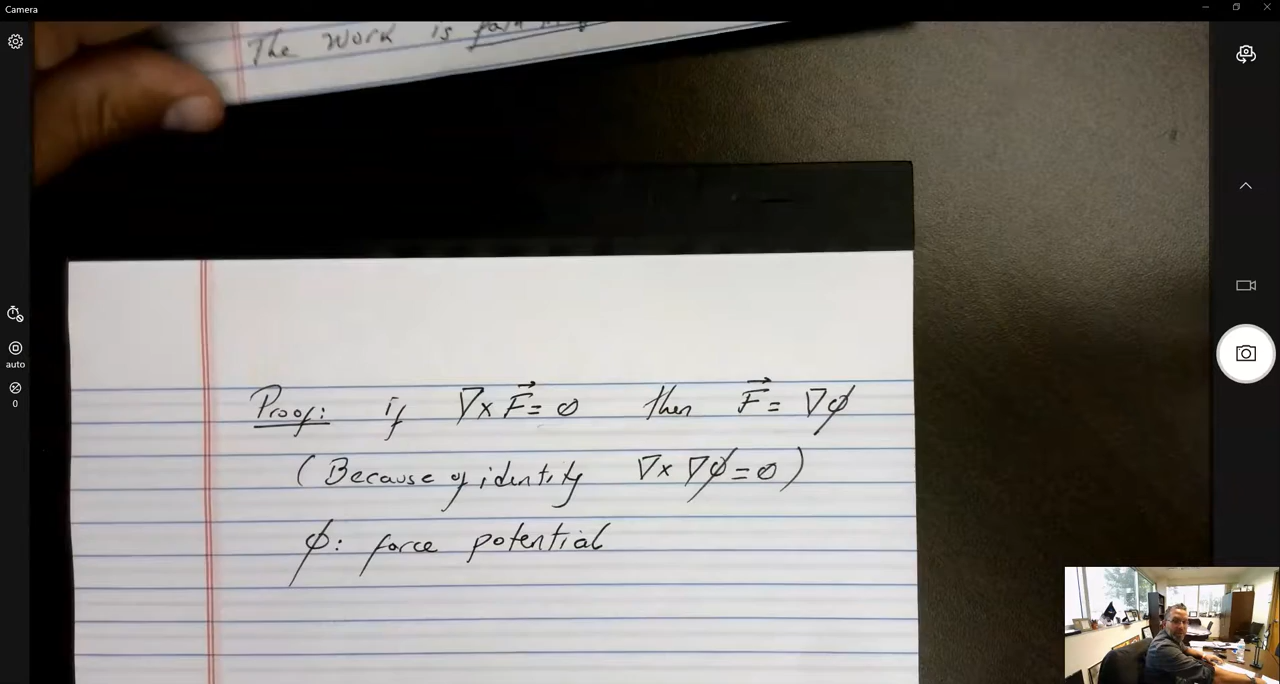 Camera
The Work is
auto
0
Proof: if ∇× F⃗ = 0 then F⃗ = ∇ϕ
(Because of identity ∇× ∇ϕ = 0)
ϕ: force potential